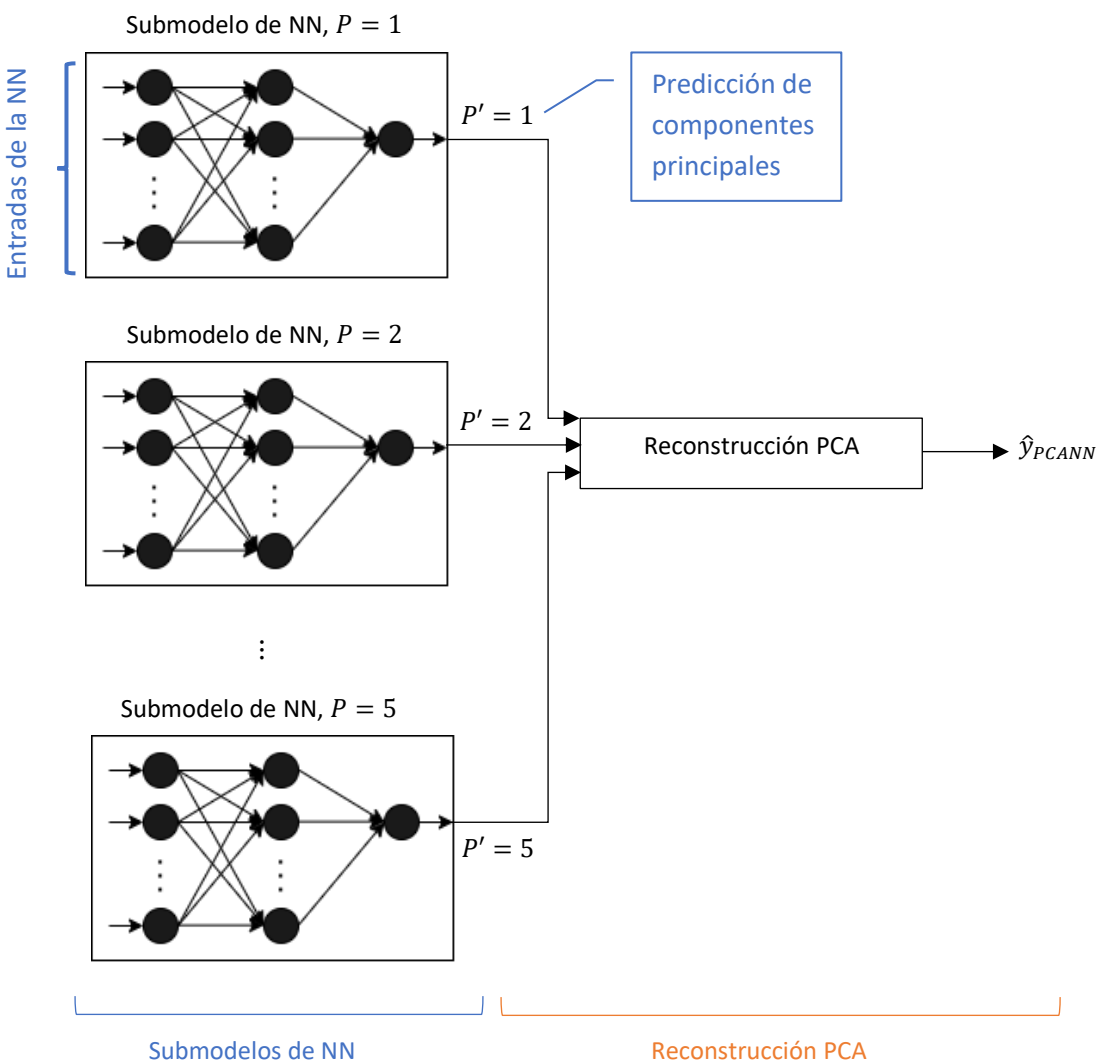 Submodelo de NN, P = 1
Entradas de la NN
P′ = 1
Predicción de
componentes
principales
Submodelo de NN, P = 2
P′ = 2
Reconstrucción PCA
ŷ_PCANN
⋮
Submodelo de NN, P = 5
P′ = 5
Submodelos de NN
Reconstrucción PCA